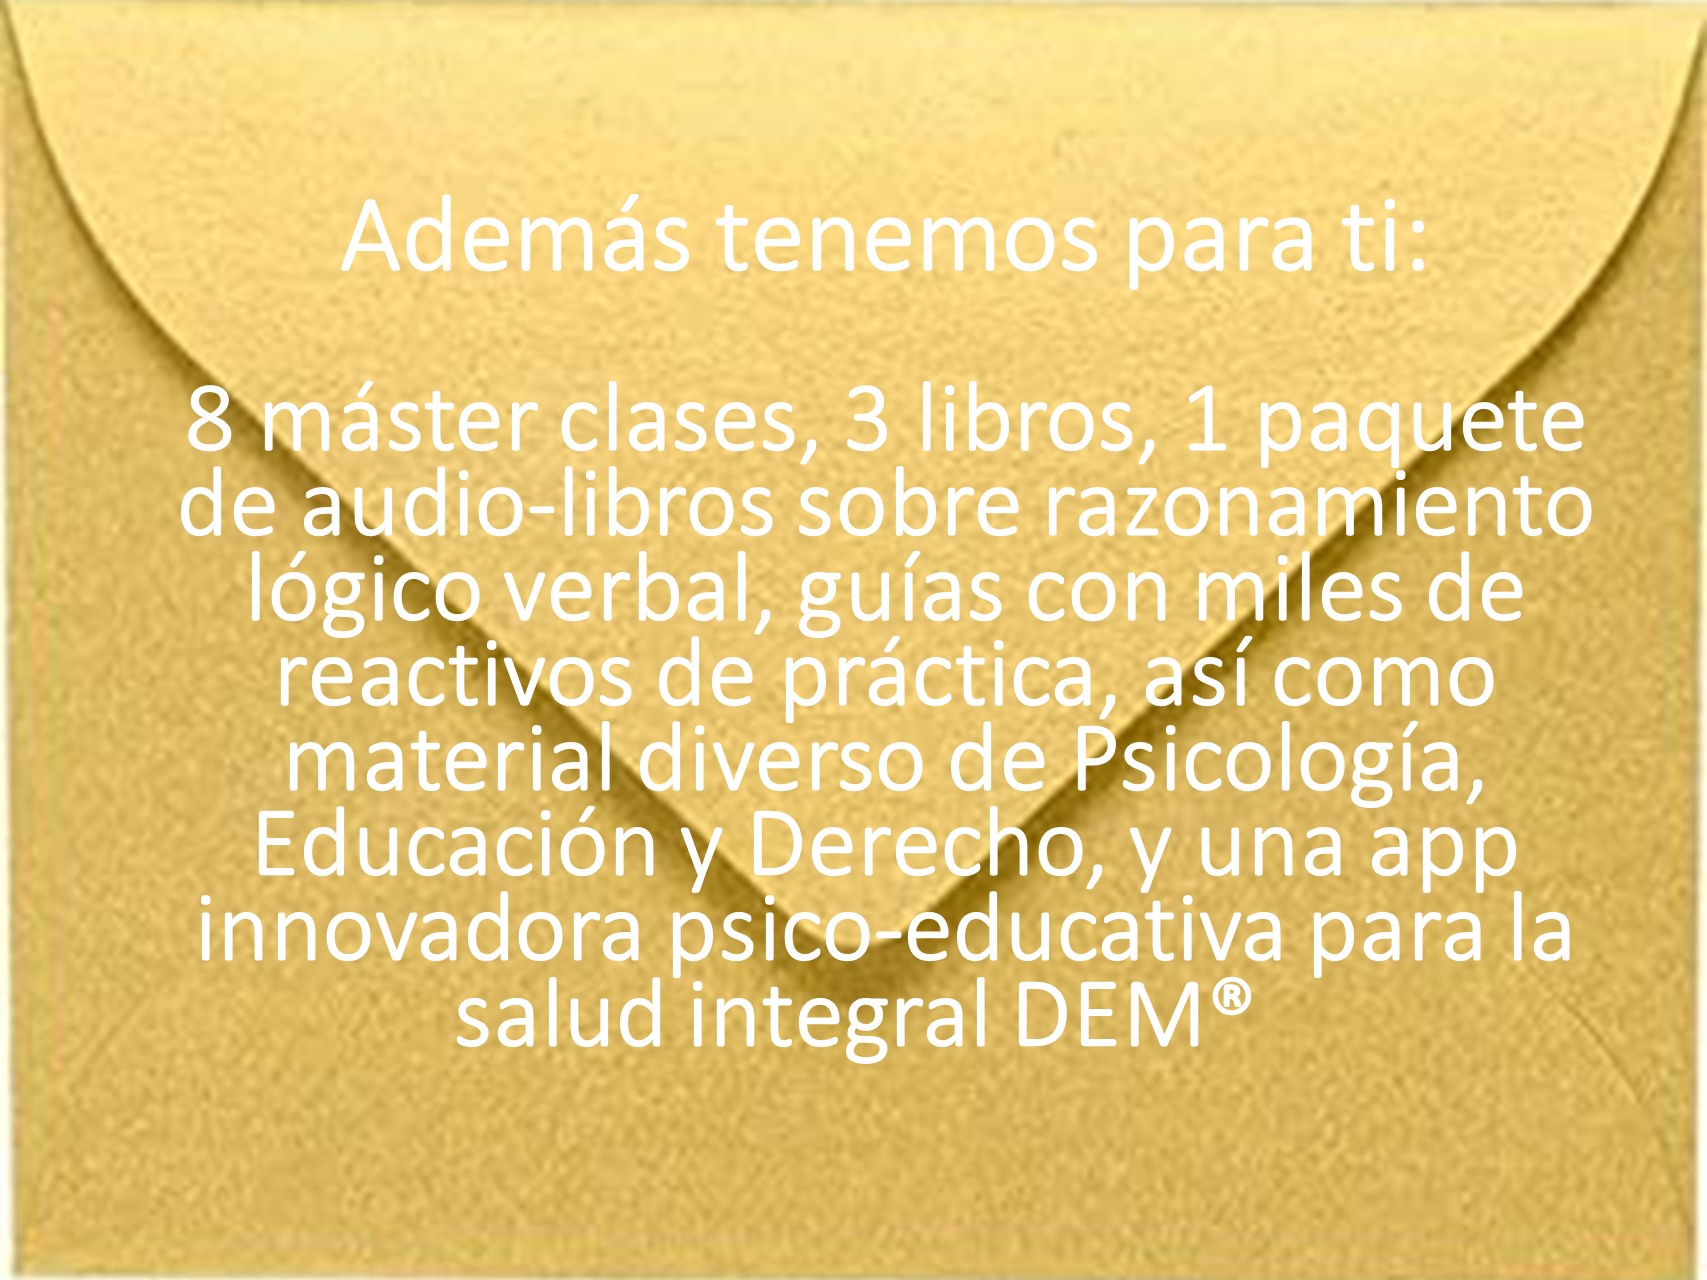 Además tenemos para ti:
8 máster clases, 3 libros, 1 paquete
de audio-libros sobre razonamiento
lógico verbal, guías con miles de
reactivos de práctica, así como
material diverso de Psicología,
Educación y Derecho, y una app
innovadora psico-educativa para la
salud integral DEM®